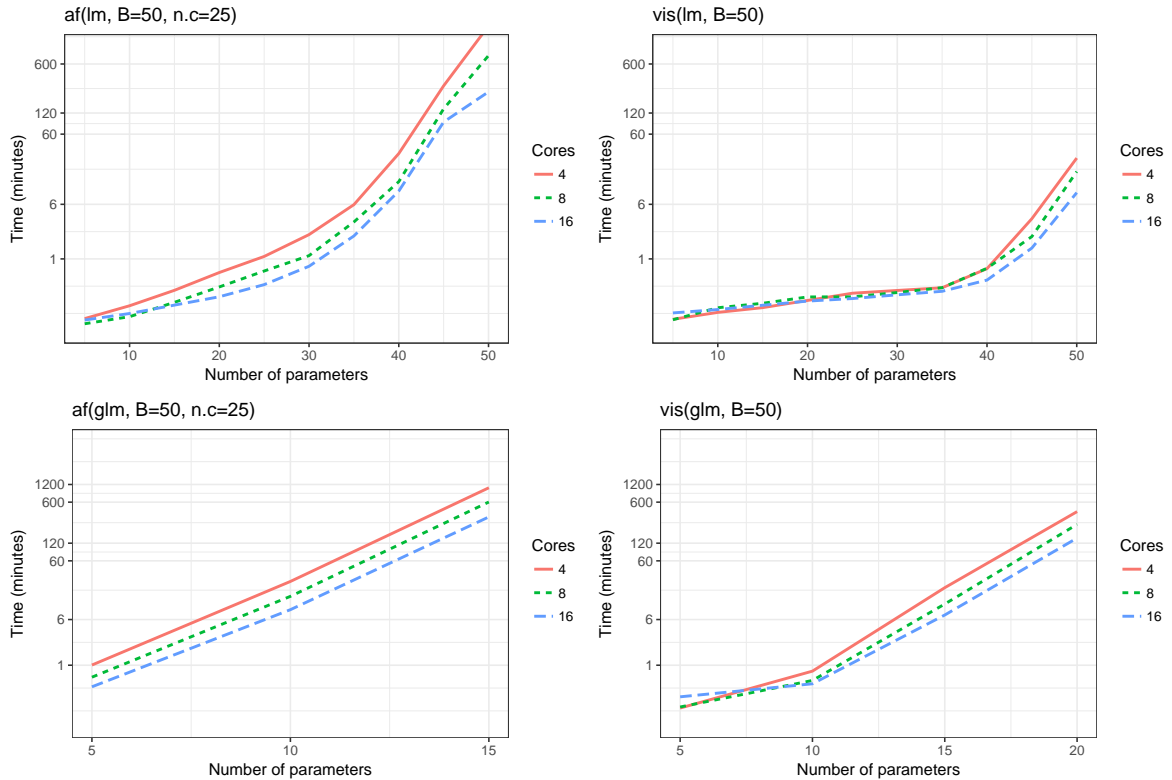 af(lm, B=50, n.c=25)
Time (minutes)
600
120
60
6
1
10 20 30 40 50
Number of parameters
Cores
4
8
16
vis(lm, B=50)
Time (minutes)
600
120
60
6
1
10 20 30 40 50
Number of parameters
Cores
4
8
16
af(glm, B=50, n.c=25)
Time (minutes)
1200
600
120
60
6
1
5 10 15
Number of parameters
Cores
4
8
16
vis(glm, B=50)
Time (minutes)
1200
600
120
60
6
1
5 10 15 20
Number of parameters
Cores
4
8
16